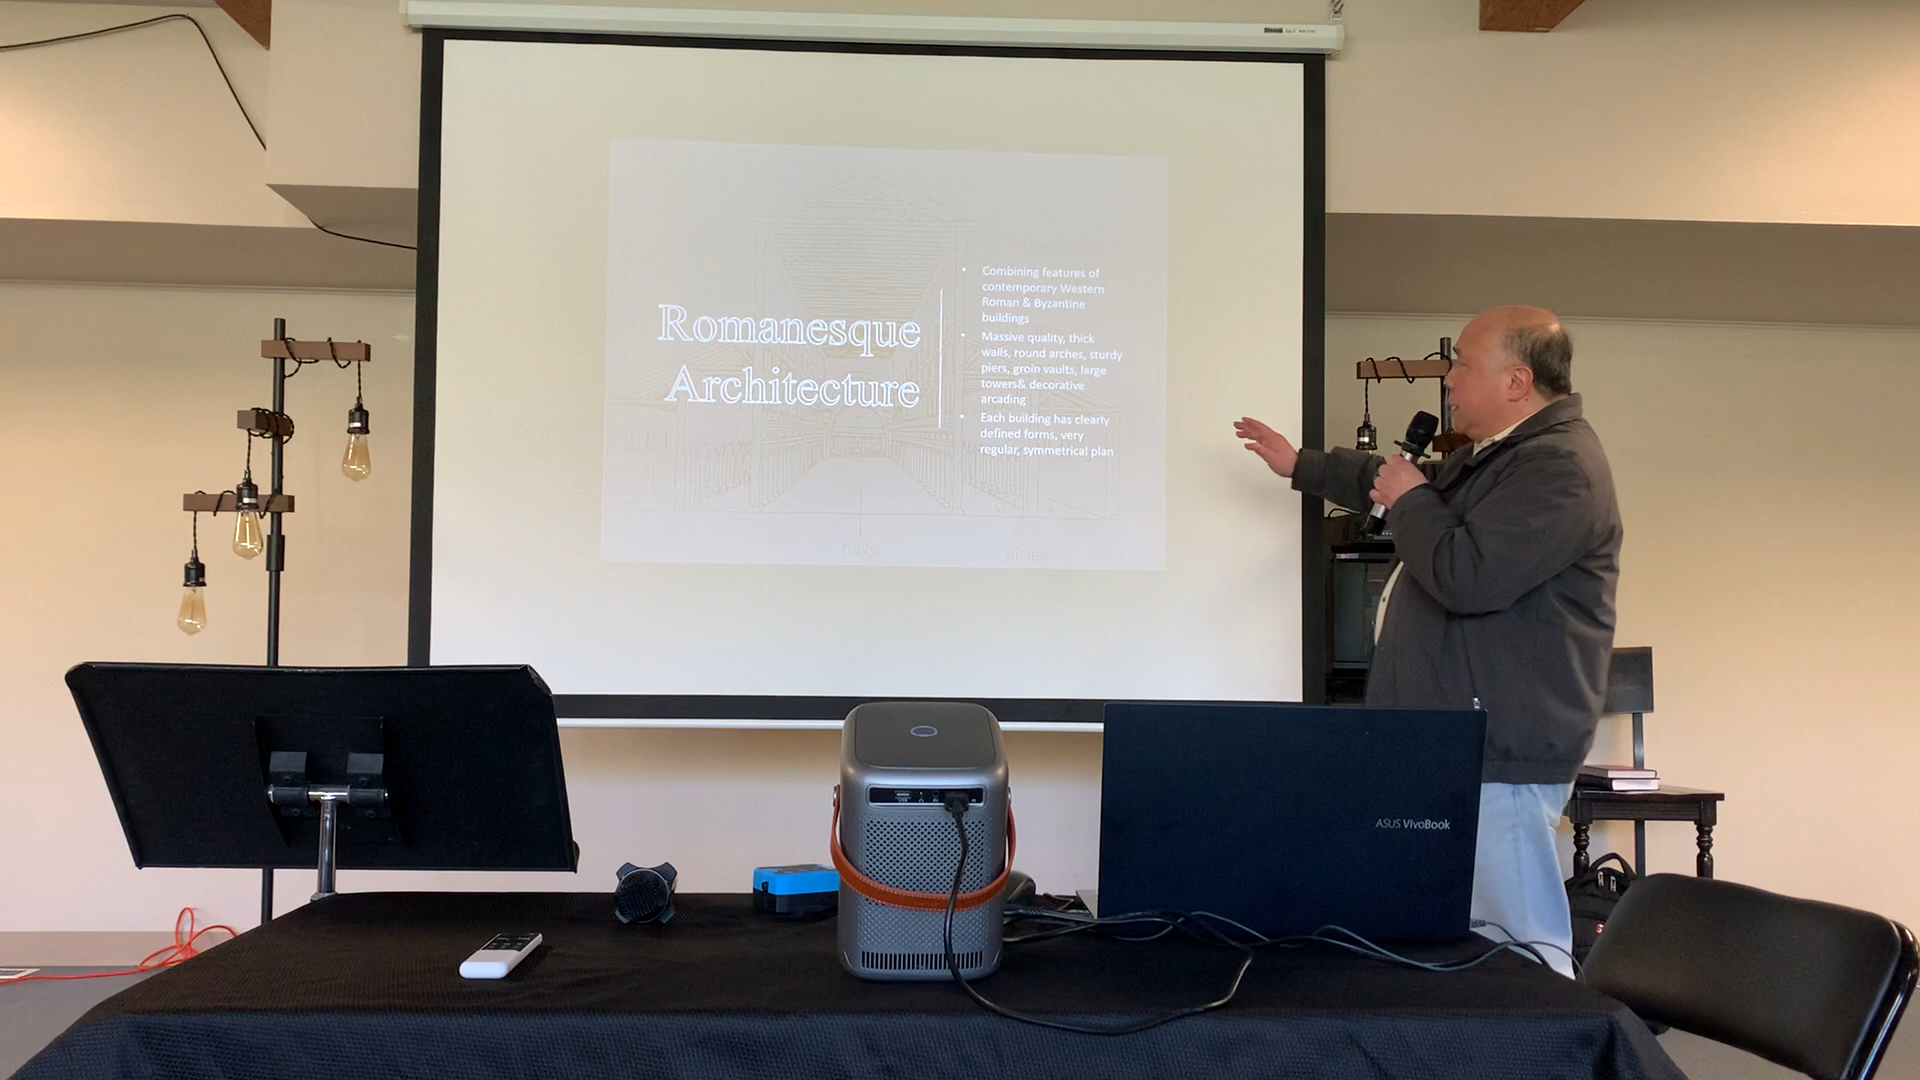 Romanesque
Architecture
• Combining features of
contemporary Western
Roman & Byzantine
buildings
• Massive quality, thick
walls, round arches, sturdy
piers, groin vaults, large
towers& decorative
arcading
• Each building has clearly
defined forms, very
regular, symmetrical plan
nave
aisles
ASUS VivoBook